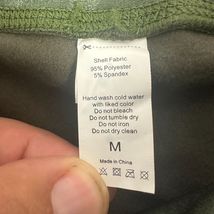 Shell Fabric
95% Polyester
5% Spandex
Hand wash cold water
with liked color
Do not bleach
Do not tumble dry
Do not iron
Do not dry clean
M
Made in China